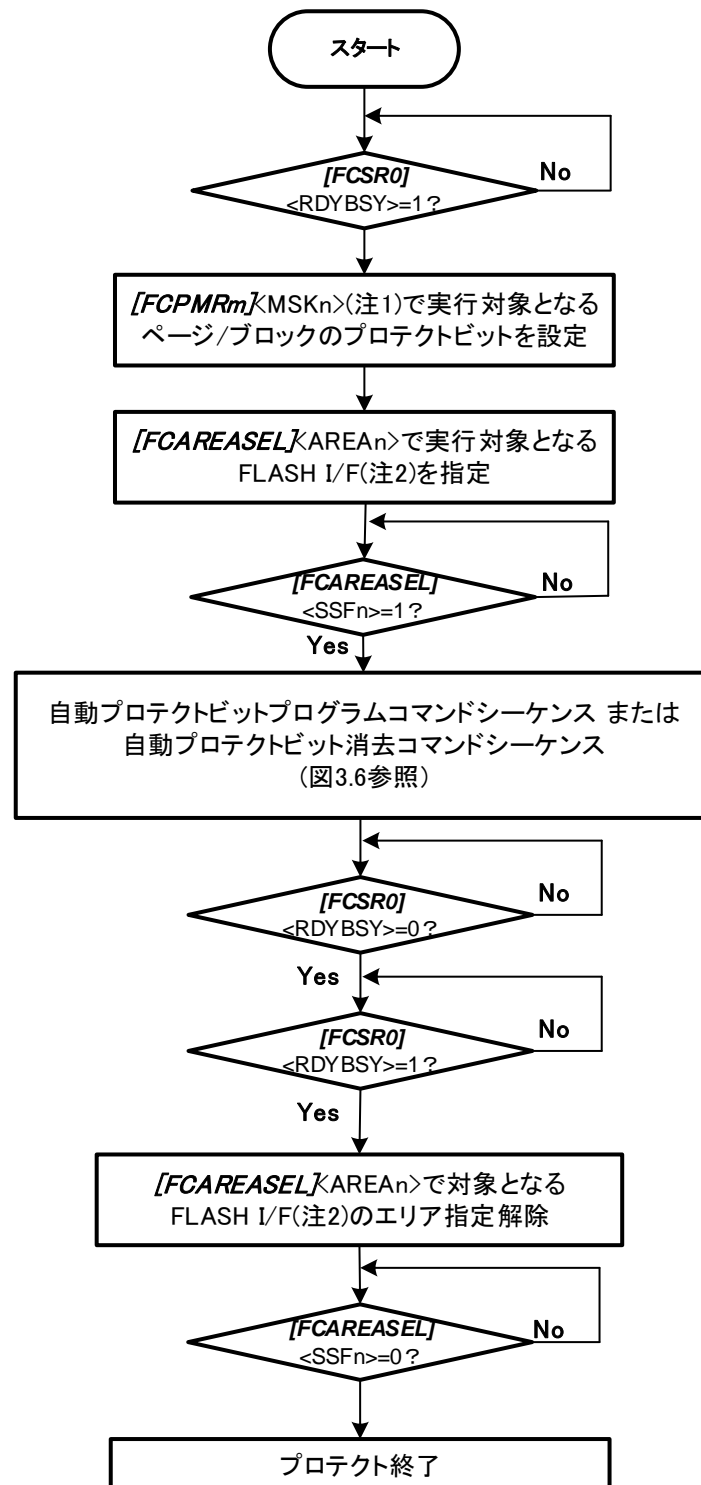 スタート
No
[FCSR0]
<RDYBSY>=1？
[FCPMRm]<MSKn>(注1)で実行対象となる
ページ/ブロックのプロテクトビットを設定
[FCAREASEL]<AREAn>で実行対象となる
FLASH I/F(注2)を指定
[FCAREASEL]
<SSFn>=1？
No
Yes
自動プロテクトビットプログラムコマンドシーケンス または
自動プロテクトビット消去コマンドシーケンス
(図3.6参照)
[FCSR0]
<RDYBSY>=0？
No
Yes
[FCSR0]
<RDYBSY>=1？
No
Yes
[FCAREASEL]<AREAn>で対象となる
FLASH I/F(注2)のエリア指定解除
[FCAREASEL]
<SSFn>=0？
No
プロテクト終了